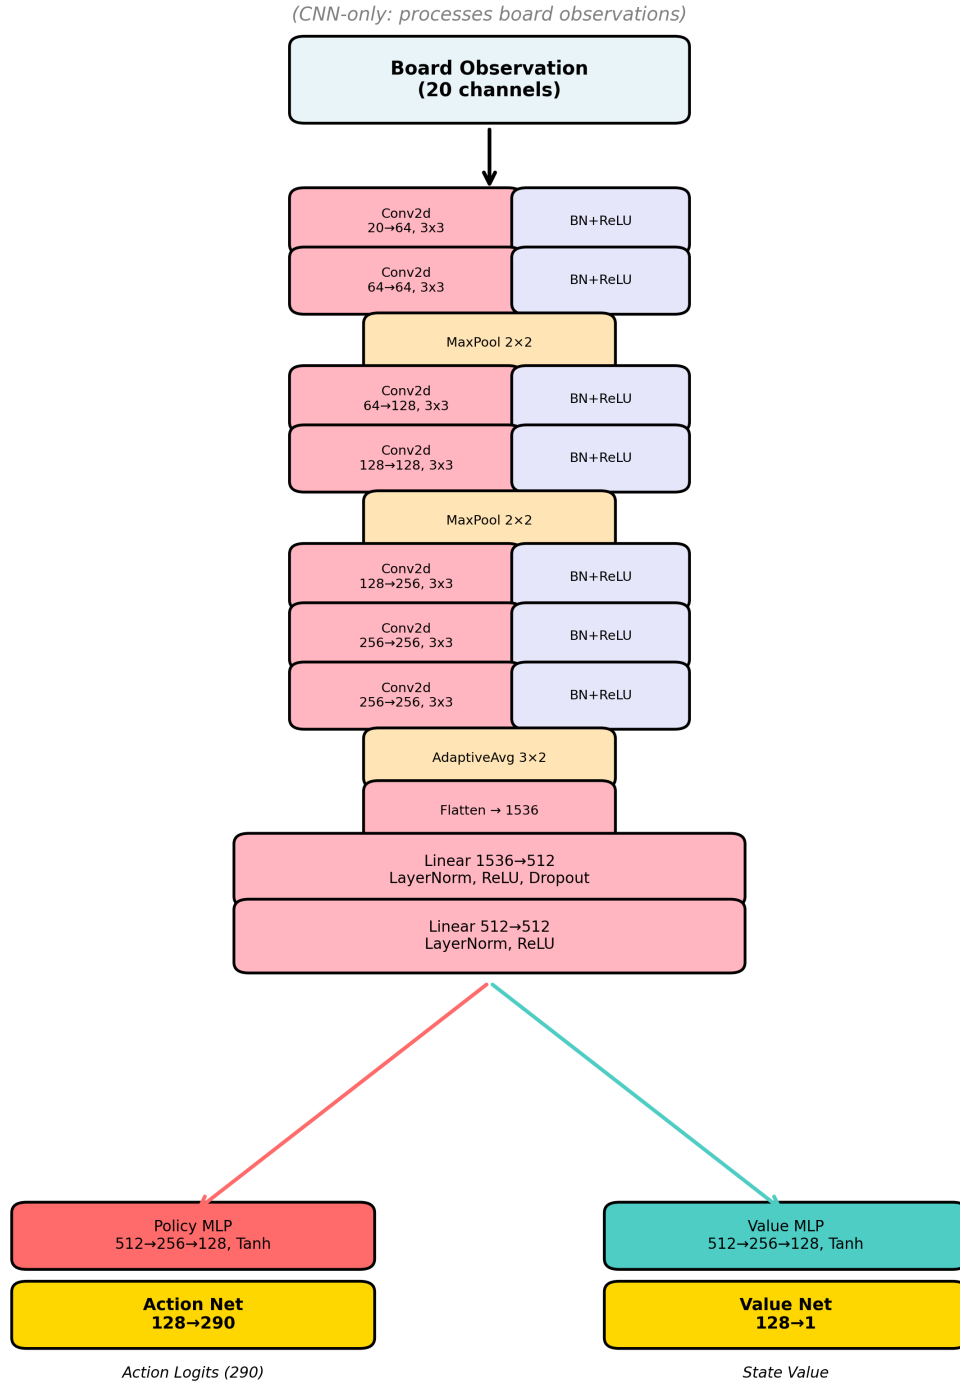 (CNN-only: processes board observations)
Board Observation
(20 channels)
Conv2d
20→64, 3x3
BN+ReLU
Conv2d
64→64, 3x3
BN+ReLU
MaxPool 2×2
Conv2d
64→128, 3x3
BN+ReLU
Conv2d
128→128, 3x3
BN+ReLU
MaxPool 2×2
Conv2d
128→256, 3x3
BN+ReLU
Conv2d
256→256, 3x3
BN+ReLU
Conv2d
256→256, 3x3
BN+ReLU
AdaptiveAvg 3×2
Flatten → 1536
Linear 1536→512
LayerNorm, ReLU, Dropout
Linear 512→512
LayerNorm, ReLU
Policy MLP
512→256→128, Tanh
Value MLP
512→256→128, Tanh
Action Net
128→290
Value Net
128→1
Action Logits (290)
State Value